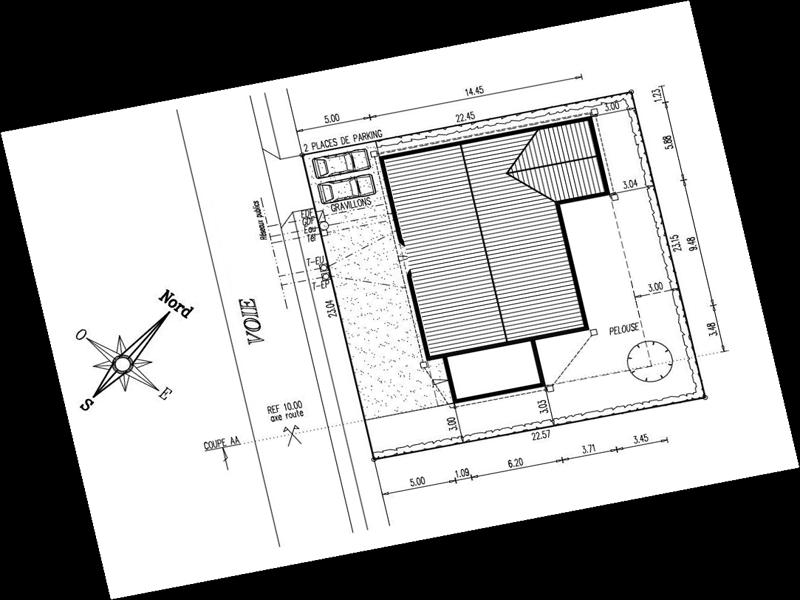 14.45
5.00
22.45
3.00
1.23
2 PLACES DE PARKING
5.88
3.04
GRAVILLONS
Réseaux publics
EDF
GDF
Eau
Tél
23.15
9.48
T-EU
T-EP
3.00
23.04
Nord
VOIE
PELOUSE
3.48
O
E
S
REF 10.00
axe route
COUPE AA
3.00
3.03
22.57
5.00
1.09
6.20
3.71
3.45